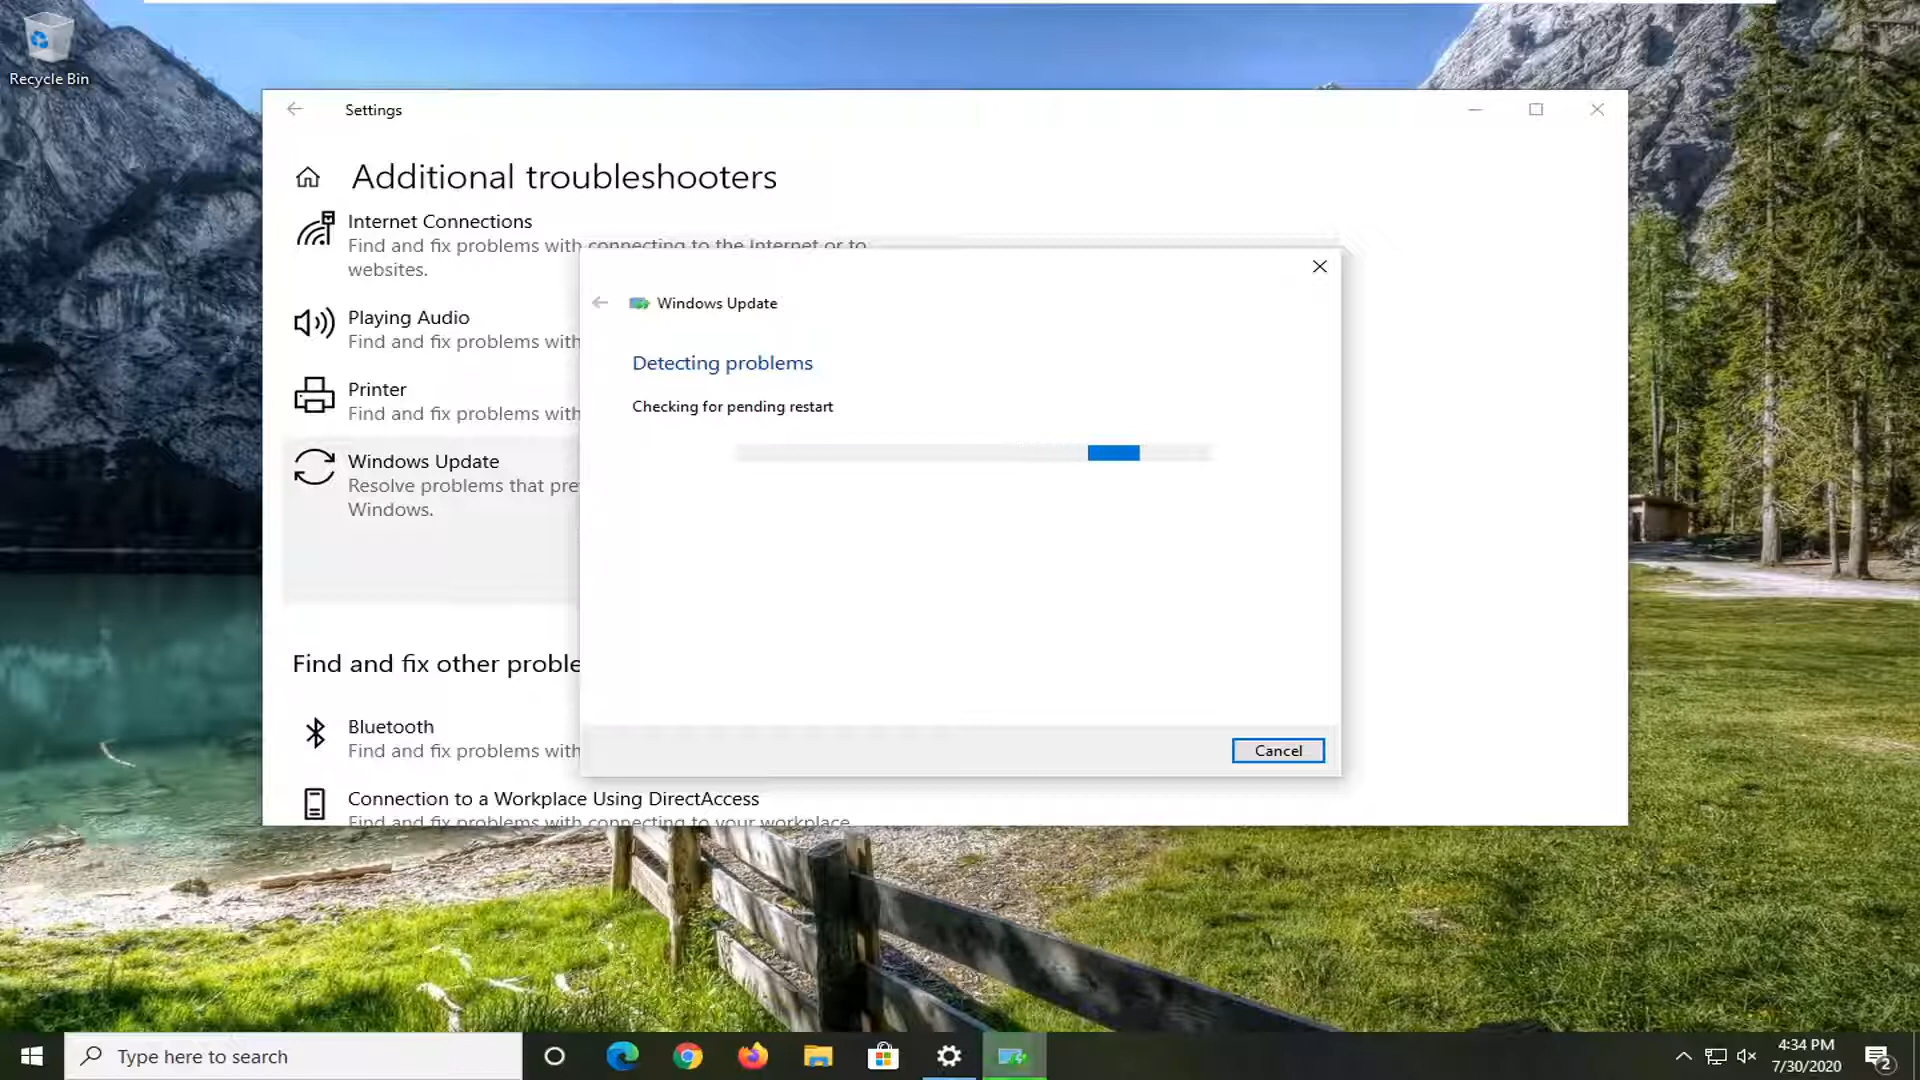 Recycle Bin
Settings
Additional troubleshooters
Internet Connections
Find and fix problems with connecting to the Internet or to
websites.
Playing Audio
Find and fix problems with
Printer
Find and fix problems with
Windows Update
Resolve problems that pre
Windows.
Find and fix other proble
Bluetooth
Find and fix problems with
Connection to a Workplace Using DirectAccess
Find and fix problems with connecting to your workplace
Windows Update
Detecting problems
Checking for pending restart
Cancel
Type here to search
4:34 PM
7/30/2020
2